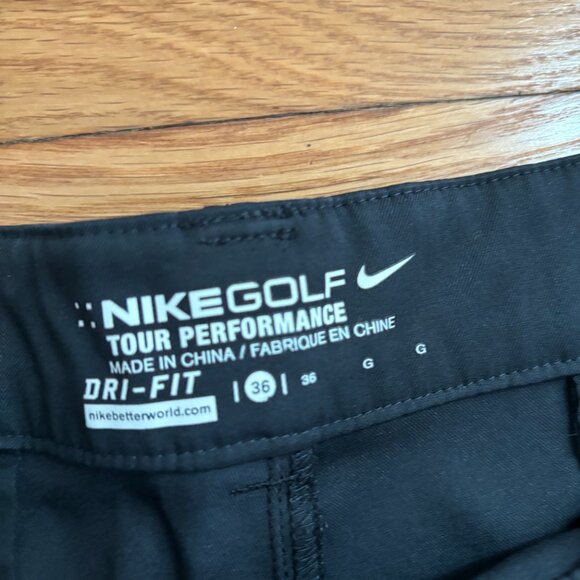 NIKEGOLF
TOUR PERFORMANCE
MADE IN CHINA / FABRIQUE EN CHINE
DRI-FIT | 36 | 36 G G
nikebetterworld.com